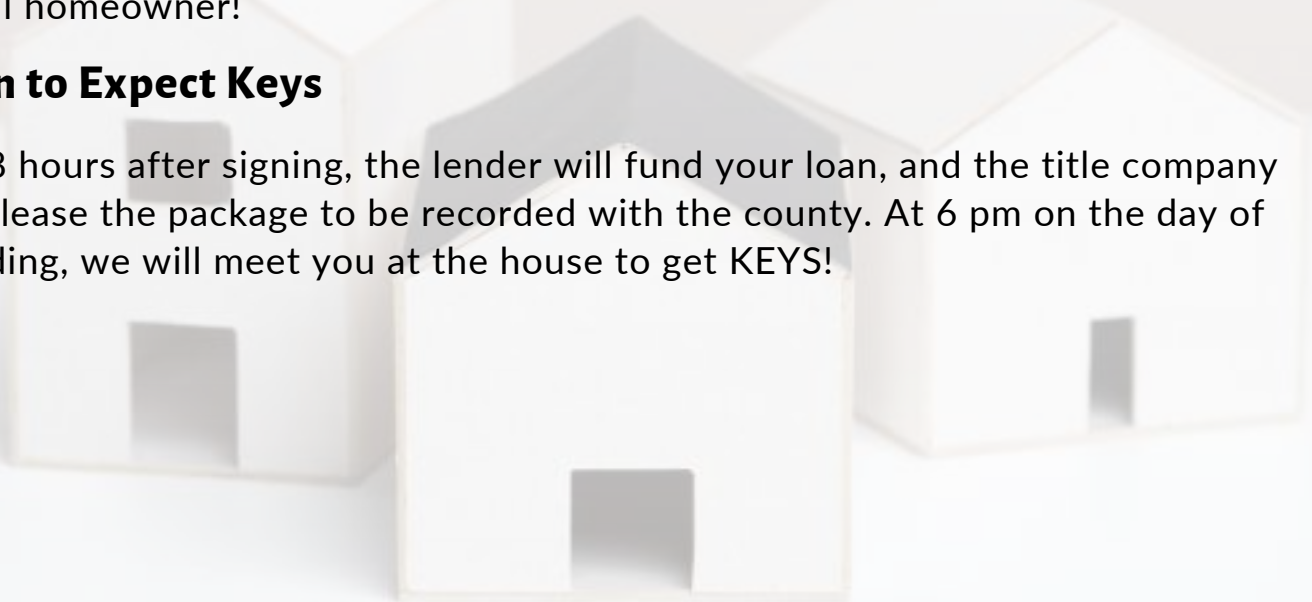 l homeowner!
n to Expect Keys
8 hours after signing, the lender will fund your loan, and the title company
lease the package to be recorded with the county. At 6 pm on the day of
ding, we will meet you at the house to get KEYS!